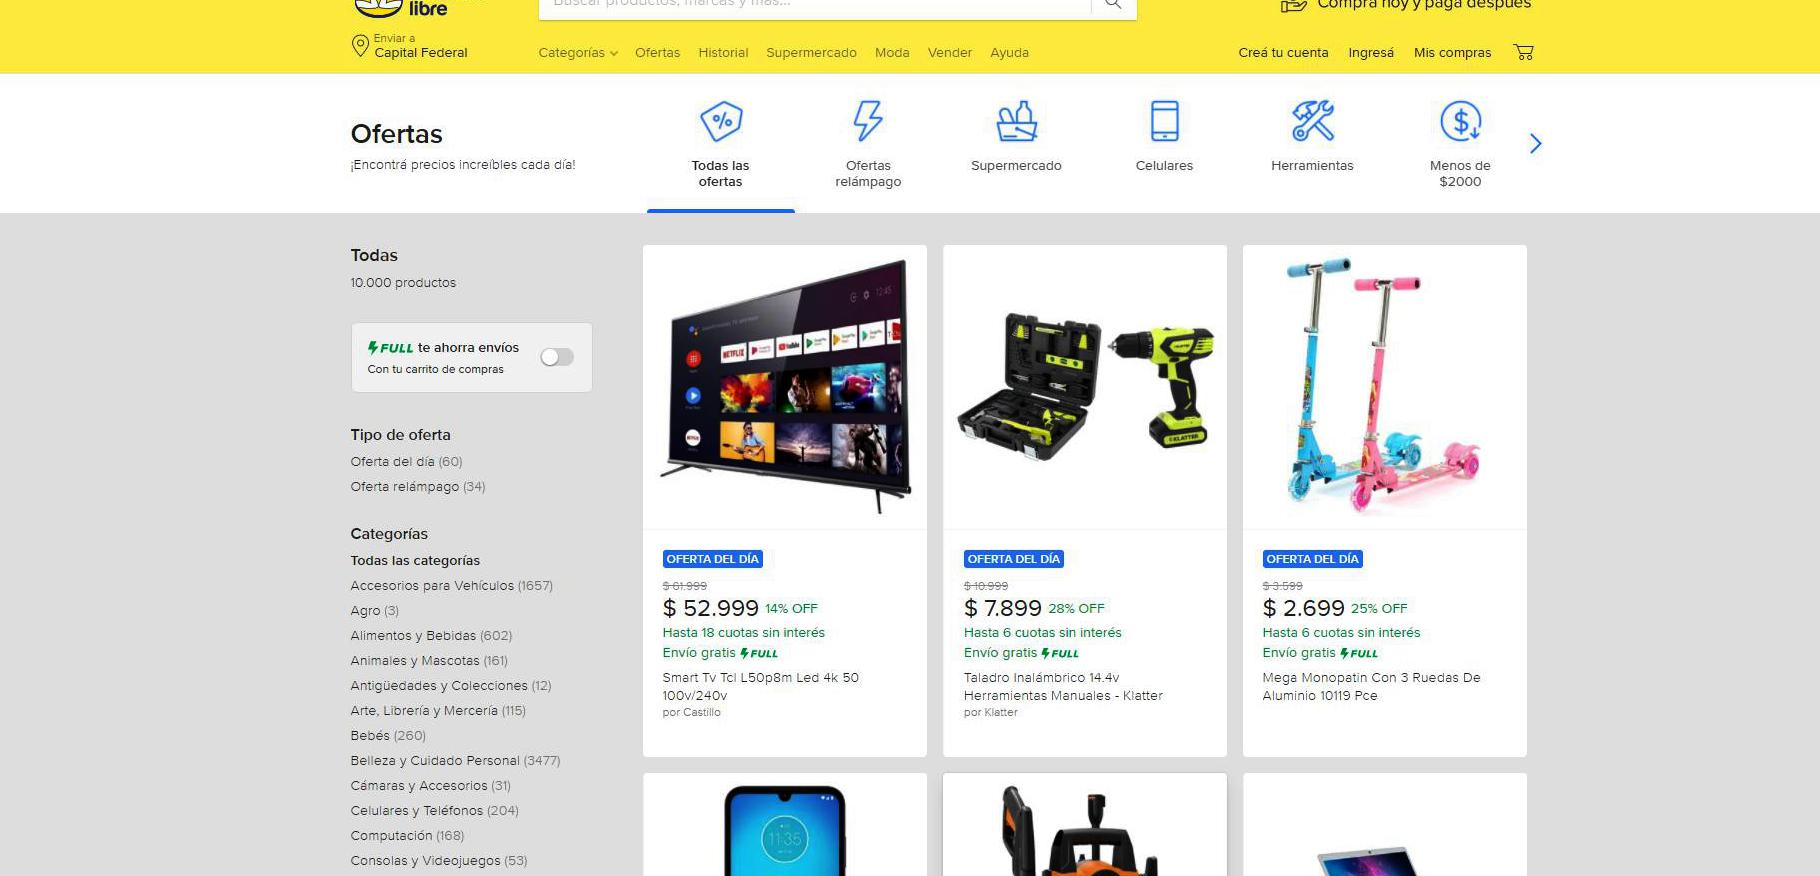 libre
Buscar productos, marcas y más...
Comprá hoy y pagá después
Enviar a
Capital Federal
Categorías
Ofertas
Historial
Supermercado
Moda
Vender
Ayuda
Creá tu cuenta
Ingresá
Mis compras
Ofertas
¡Encontrá precios increíbles cada día!
Todas las
ofertas
Ofertas
relámpago
Supermercado
Celulares
Herramientas
Menos de
$2000
Todas
10.000 productos
FULL te ahorra envíos
Con tu carrito de compras
Tipo de oferta
Oferta del día (60)
Oferta relámpago (34)
Categorías
Todas las categorías
Accesorios para Vehículos (1657)
Agro (3)
Alimentos y Bebidas (602)
Animales y Mascotas (161)
Antigüedades y Colecciones (12)
Arte, Librería y Mercería (115)
Bebés (260)
Belleza y Cuidado Personal (3477)
Cámaras y Accesorios (31)
Celulares y Teléfonos (204)
Computación (168)
Consolas y Videojuegos (53)
12:45
NETFLIX
YouTube
OFERTA DEL DÍA
$ 61.999
$ 52.999 14% OFF
Hasta 18 cuotas sin interés
Envío gratis FULL
Smart Tv Tcl L50p8m Led 4k 50
100v/240v
por Castillo
KLATTER
OFERTA DEL DÍA
$ 10.999
$ 7.899 28% OFF
Hasta 6 cuotas sin interés
Envío gratis FULL
Taladro Inalámbrico 14.4v
Herramientas Manuales - Klatter
por Klatter
OFERTA DEL DÍA
$ 3.599
$ 2.699 25% OFF
Hasta 6 cuotas sin interés
Envío gratis FULL
Mega Monopatin Con 3 Ruedas De
Aluminio 10119 Pce
11:35